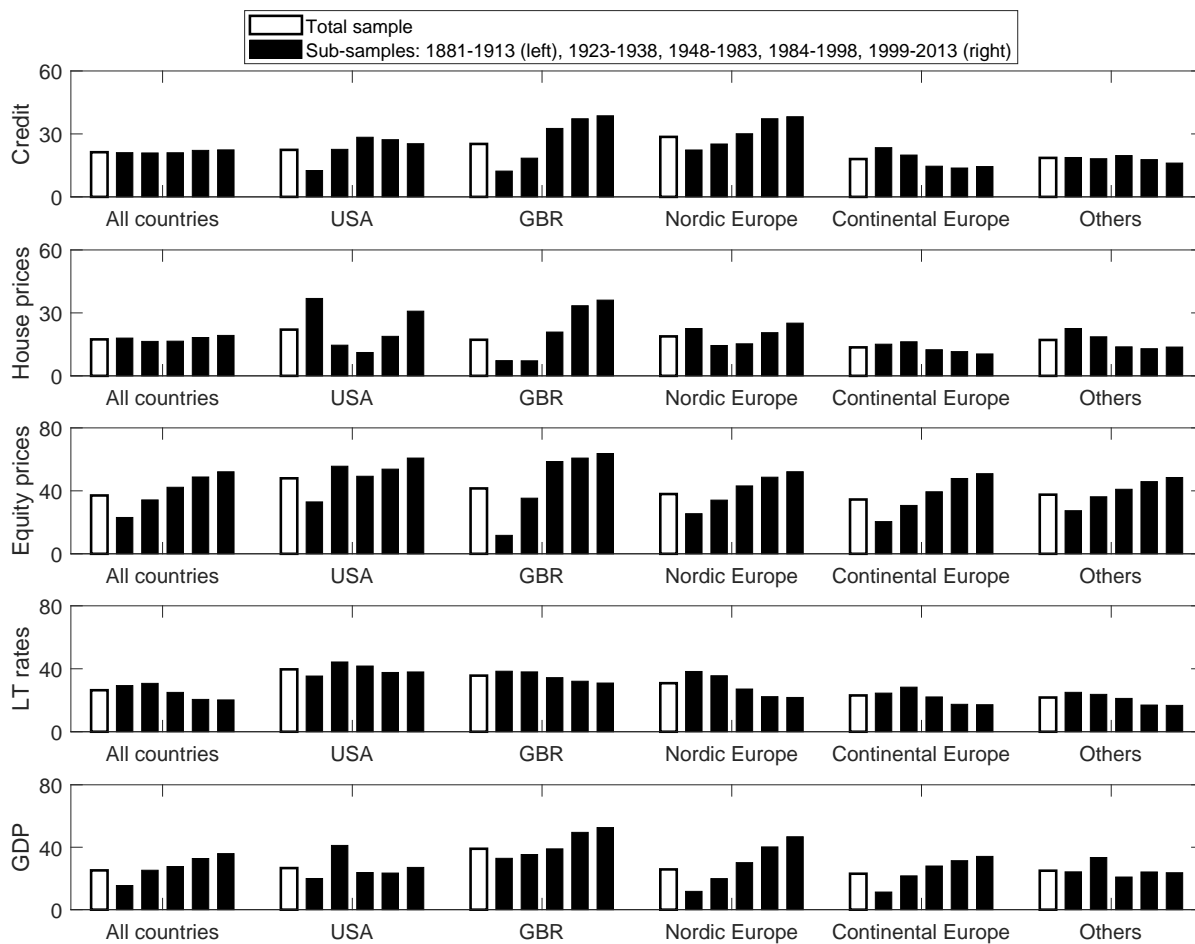 Total sample
Sub-samples: 1881-1913 (left), 1923-1938, 1948-1983, 1984-1998, 1999-2013 (right)
60
30
0
Credit
All countries USA GBR Nordic Europe Continental Europe Others
60
30
0
House prices
All countries USA GBR Nordic Europe Continental Europe Others
80
40
0
Equity prices
All countries USA GBR Nordic Europe Continental Europe Others
80
40
0
LT rates
All countries USA GBR Nordic Europe Continental Europe Others
80
40
0
GDP
All countries USA GBR Nordic Europe Continental Europe Others